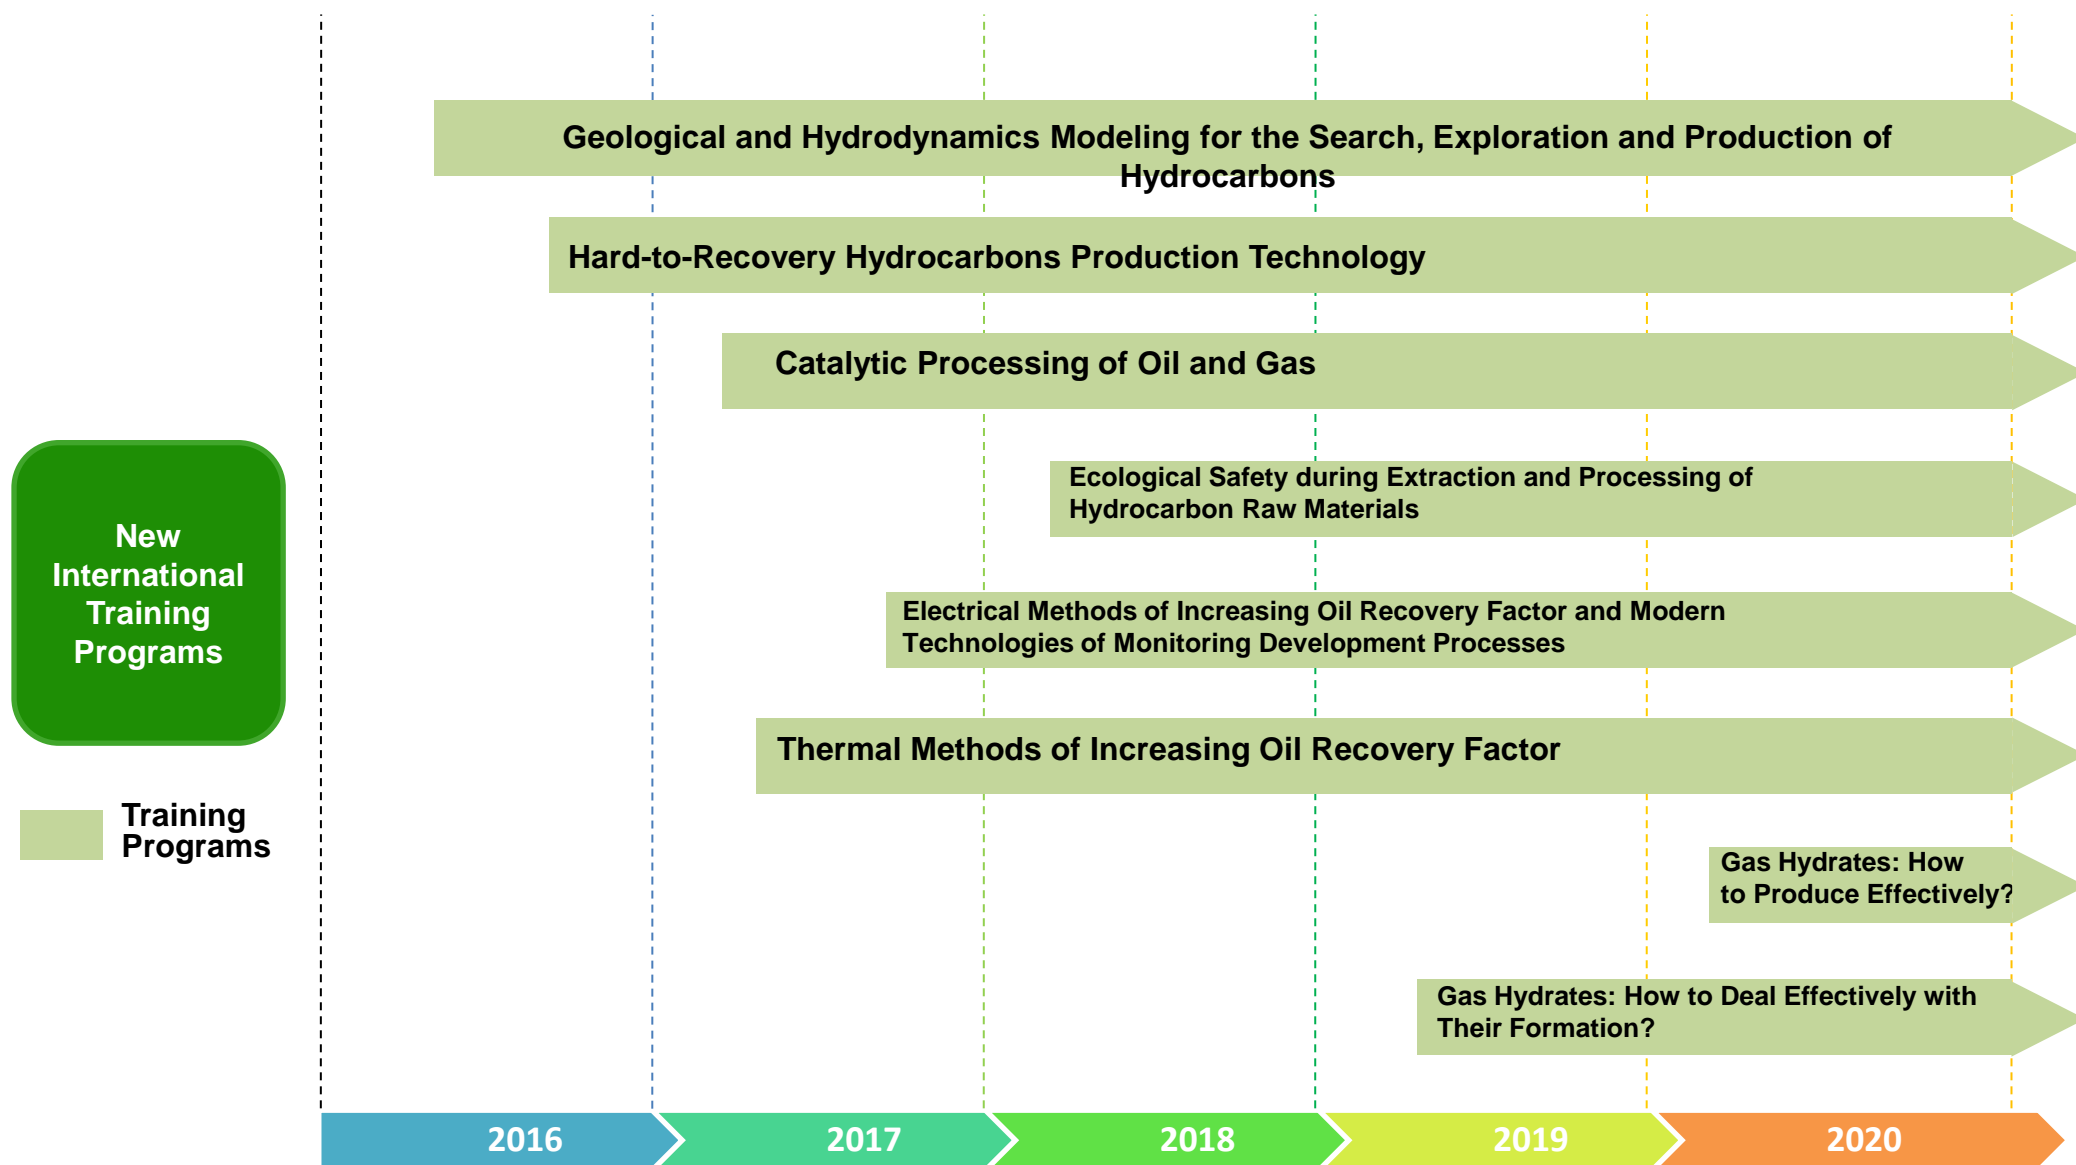 Geological and Hydrodynamics Modeling for the Search, Exploration and Production of
Hydrocarbons
Hard-to-Recovery Hydrocarbons Production Technology
Catalytic Processing of Oil and Gas
Ecological Safety during Extraction and Processing of
Hydrocarbon Raw Materials
New
International
Training
Programs
Electrical Methods of Increasing Oil Recovery Factor and Modern
Technologies of Monitoring Development Processes
Thermal Methods of Increasing Oil Recovery Factor
Training
Programs
Gas Hydrates: How
to Produce Effectively?
Gas Hydrates: How to Deal Effectively with
Their Formation?
2016 2017 2018 2019 2020